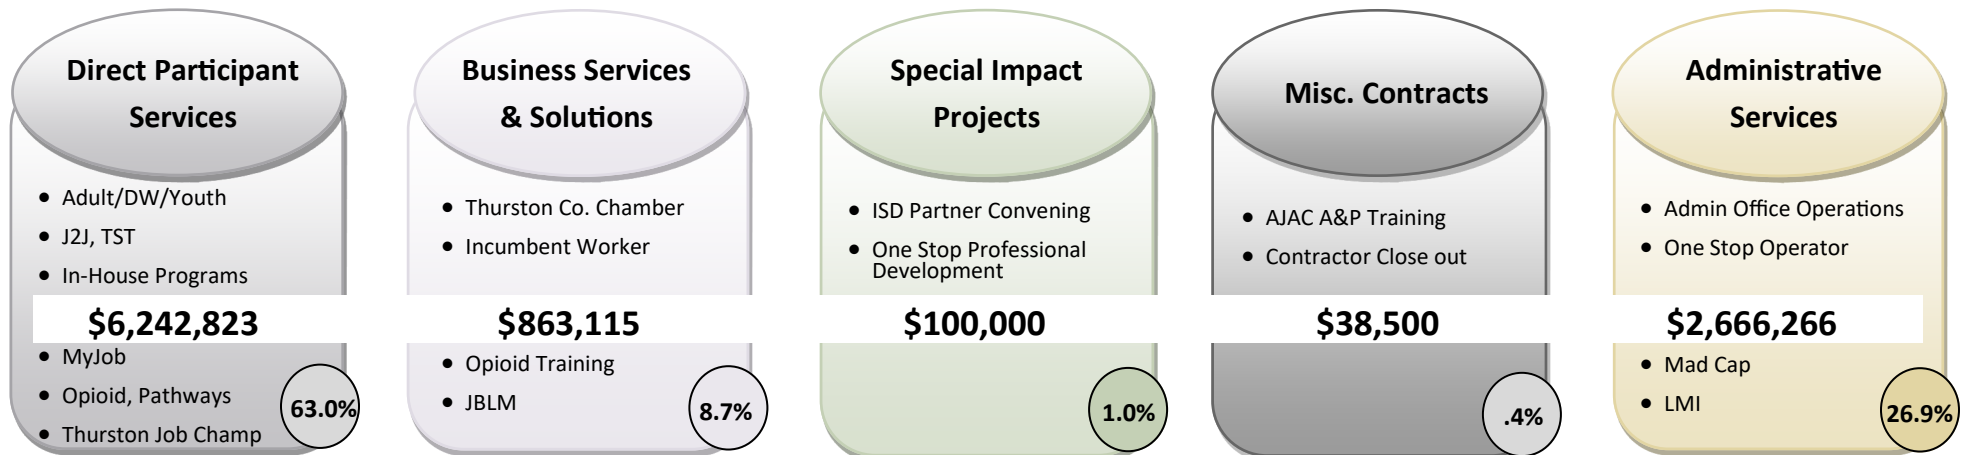 Direct Participant
Services
• Adult/DW/Youth
• J2J, TST
• In-House Programs
$6,242,823
• MyJob
• Opioid, Pathways
• Thurston Job Champ
63.0%
Business Services
& Solutions
• Thurston Co. Chamber
• Incumbent Worker
$863,115
• Opioid Training
• JBLM
8.7%
Special Impact
Projects
• ISD Partner Convening
• One Stop Professional
Development
$100,000
1.0%
Misc. Contracts
• AJAC A&P Training
• Contractor Close out
$38,500
.4%
Administrative
Services
• Admin Office Operations
• One Stop Operator
$2,666,266
• Mad Cap
• LMI
26.9%